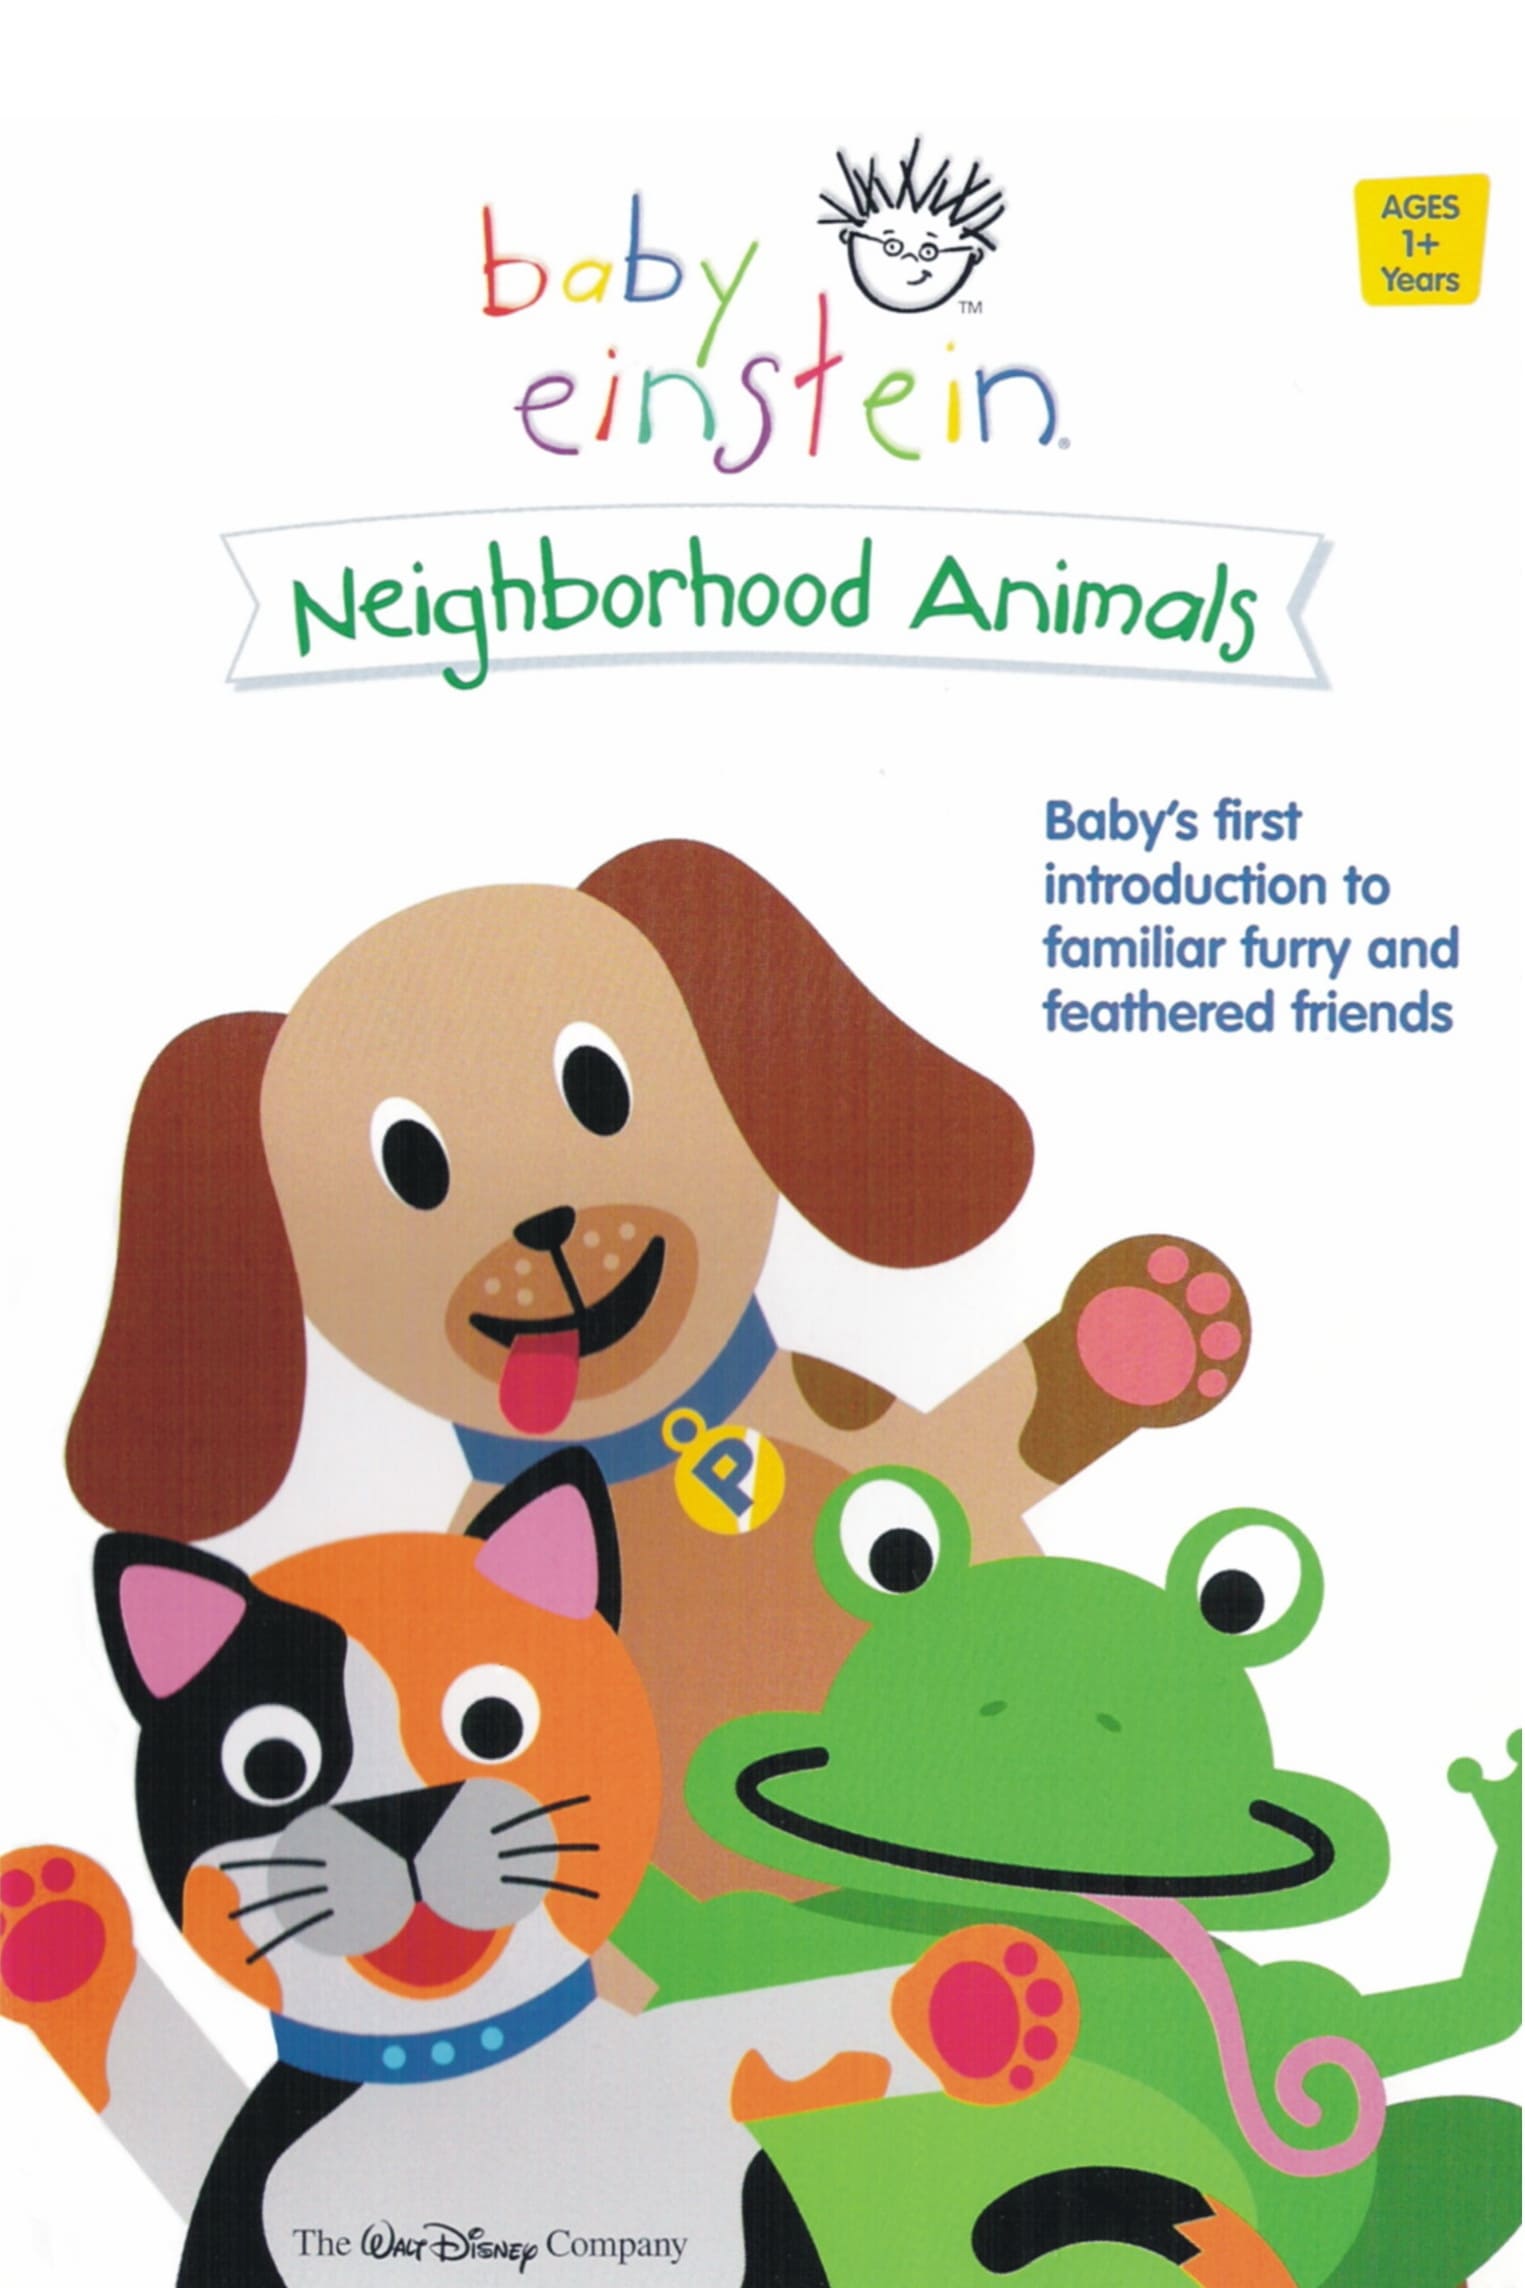 baby
TM
einstein®
AGES
1+
Years
Neighborhood Animals
Baby's first
introduction to
familiar furry and
feathered friends
P
The Walt Disney Company